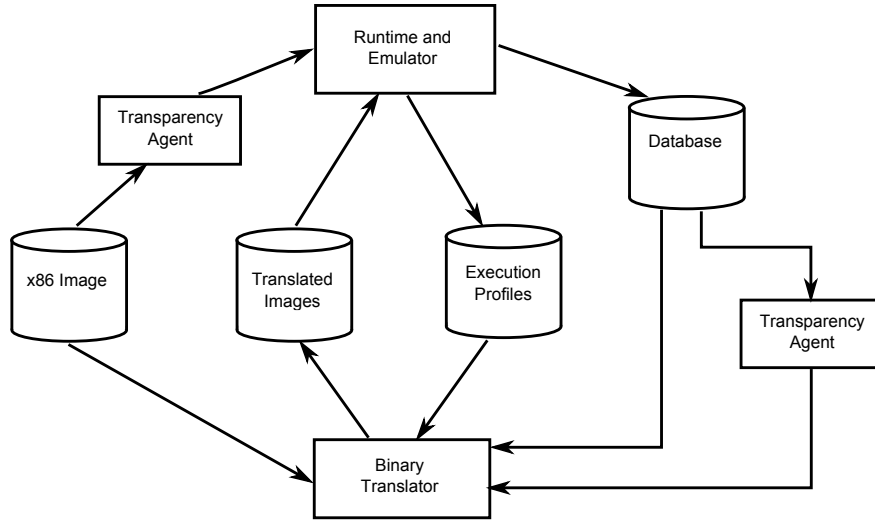 Runtime and
Emulator
Transparency
Agent
Database
x86 Image
Translated
Images
Execution
Profiles
Transparency
Agent
Binary
Translator